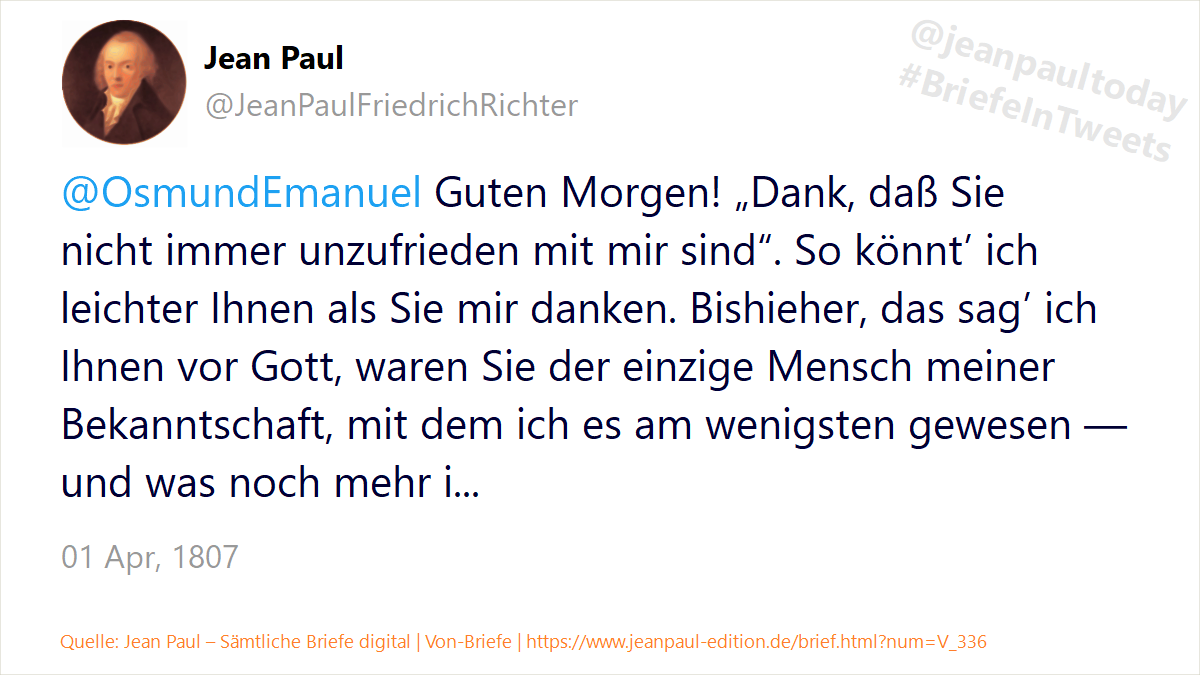 Jean Paul
@JeanPaulFriedrichRichter
@jeanpaultoday
#BriefeInTweets
@OsmundEmanuel Guten Morgen! „Dank, daß Sie
nicht immer unzufrieden mit mir sind“. So könnt’ ich
leichter Ihnen als Sie mir danken. Bishieher, das sag’ ich
Ihnen vor Gott, waren Sie der einzige Mensch meiner
Bekanntschaft, mit dem ich es am wenigsten gewesen —
und was noch mehr i...
01 Apr, 1807
Quelle: Jean Paul – Sämtliche Briefe digital | Von-Briefe | https://www.jeanpaul-edition.de/brief.html?num=V_336